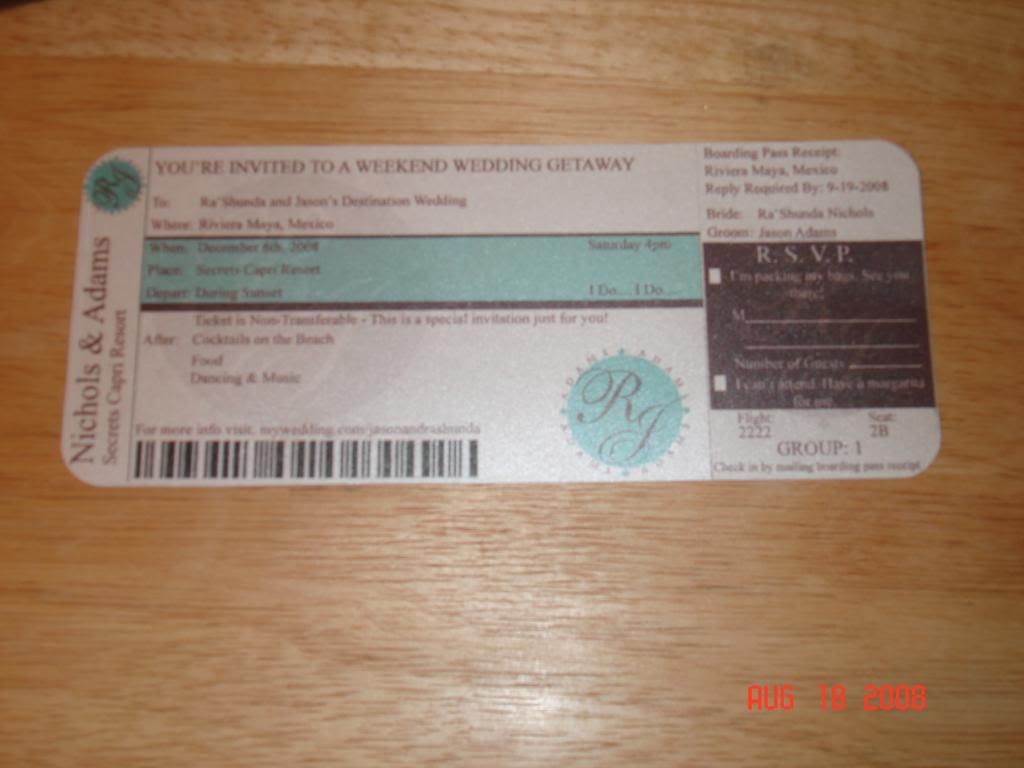 RJ
Nichols & Adams
Secrets Capri Resort
YOU'RE INVITED TO A WEEKEND WEDDING GETAWAY
To: Ra'Shunda and Jason's Destination Wedding
Where: Riviera Maya, Mexico
When: December 6th, 2008 Saturday 4pm
Place: Secrets Capri Resort
Depart: During Sunset I Do... I Do.....
Ticket is Non-Transferable - This is a special invitation just for you!
After: Cocktails on the Beach
Food
Dancing & Music
For more info visit: mywedding.com/jasonandrashunda
RJ
Boarding Pass Receipt:
Riviera Maya, Mexico
Reply Required By: 9-19-2008
Bride: Ra'Shunda Nichols
Groom: Jason Adams
R. S. V. P.
I'm packing my bags. See you
there!
M
Number of Guests
I can't attend. Have a margarita
for me.
Flight: Seat:
2222 2B
GROUP: 1
Check in by mailing boarding pass receipt
AUG 18 2008